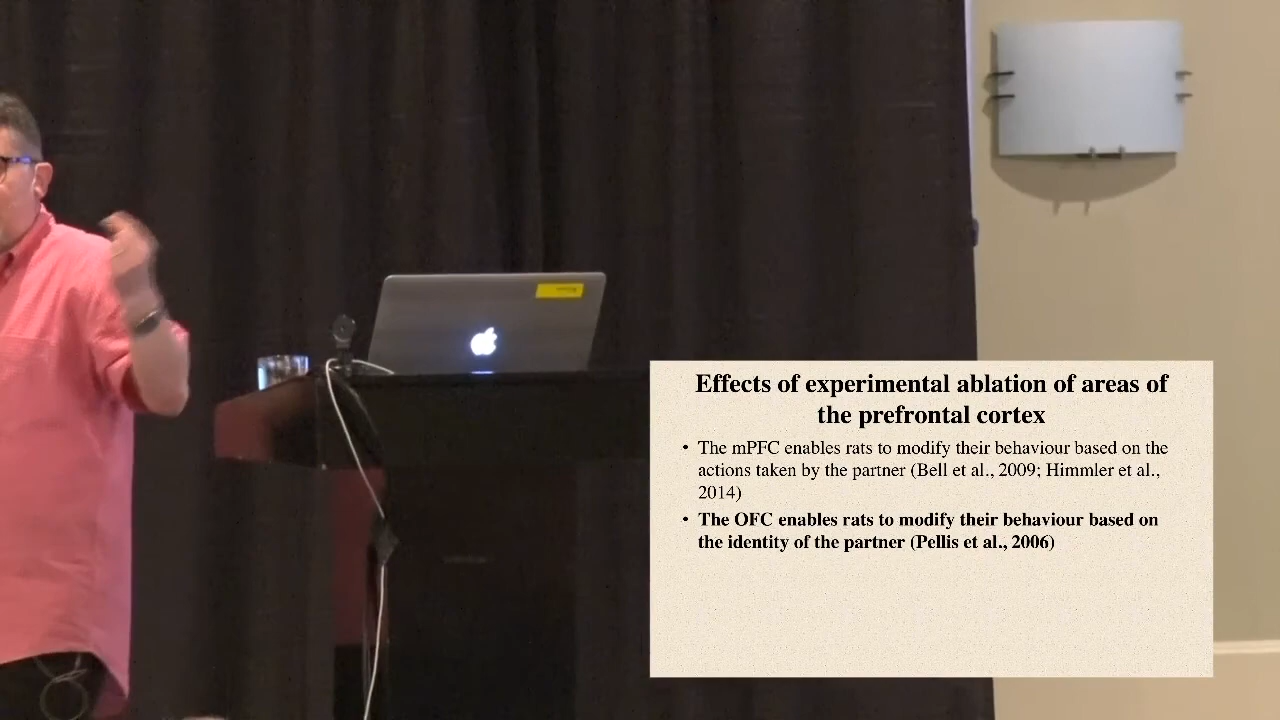 Effects of experimental ablation of areas of
the prefrontal cortex
• The mPFC enables rats to modify their behaviour based on the
actions taken by the partner (Bell et al., 2009; Himmler et al.,
2014)
• The OFC enables rats to modify their behaviour based on
the identity of the partner (Pellis et al., 2006)